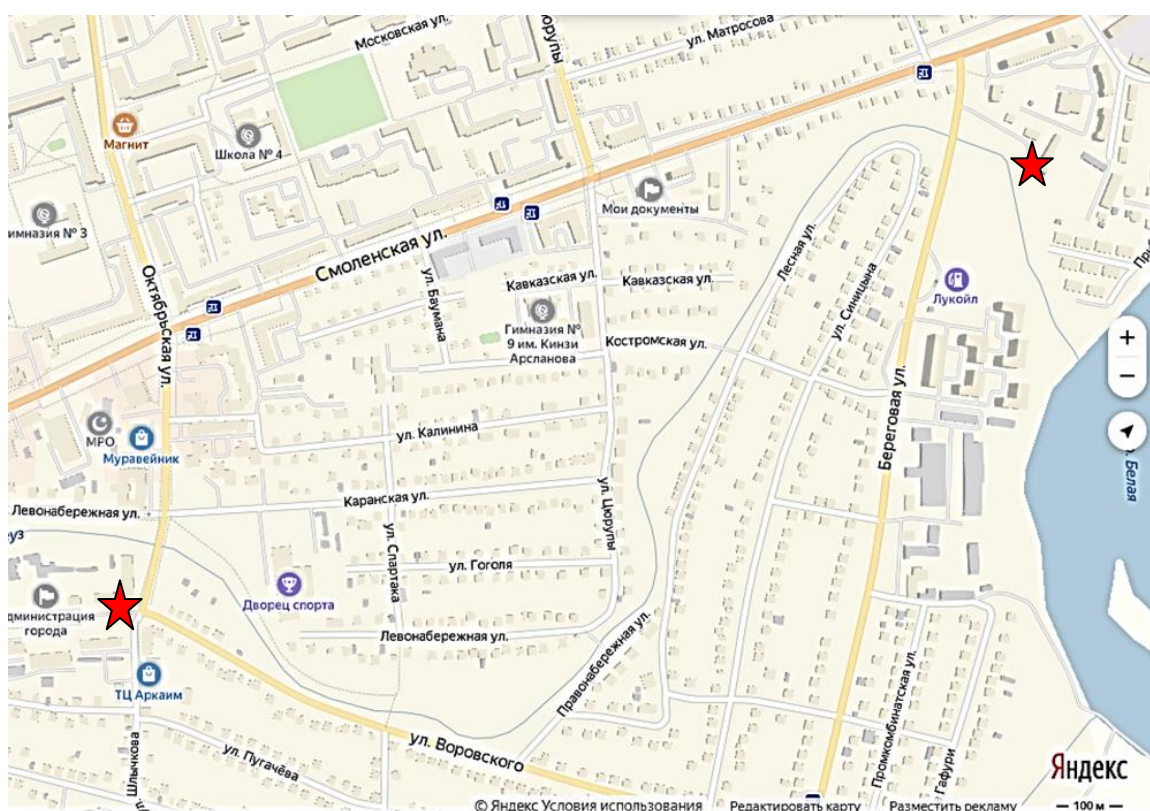 Московская ул.
юрупы
ул. Матросова
Магнит
Школа № 4
имназия № 3
Мои документы
Смоленская ул.
Октябрьская ул.
ул. Баумана
Кавказская ул.
Кавказская ул.
Гимназия №
9 им. Кинзи
Арсланова
Костромская ул.
Лесная ул.
ул. Синицына
Лукойл
Береговая ул.
Белая
МРО
Муравейник
ул. Калинина
Каранская ул.
Левонабережная ул.
уз
ул. Цюрупы
ул. Спартака
ул. Гоголя
Дворец спорта
дминистрация
города
Левонабережная ул.
Правонабережная ул.
ТЦ Аркаим
ул. Воровского
ул. Пугачёва
Шлычкова
Промкомбинатская ул.
Гафури
+
−
Яндекс
© Яндекс Условия использования
Редактировать карту
Разместить рекламу
100 м